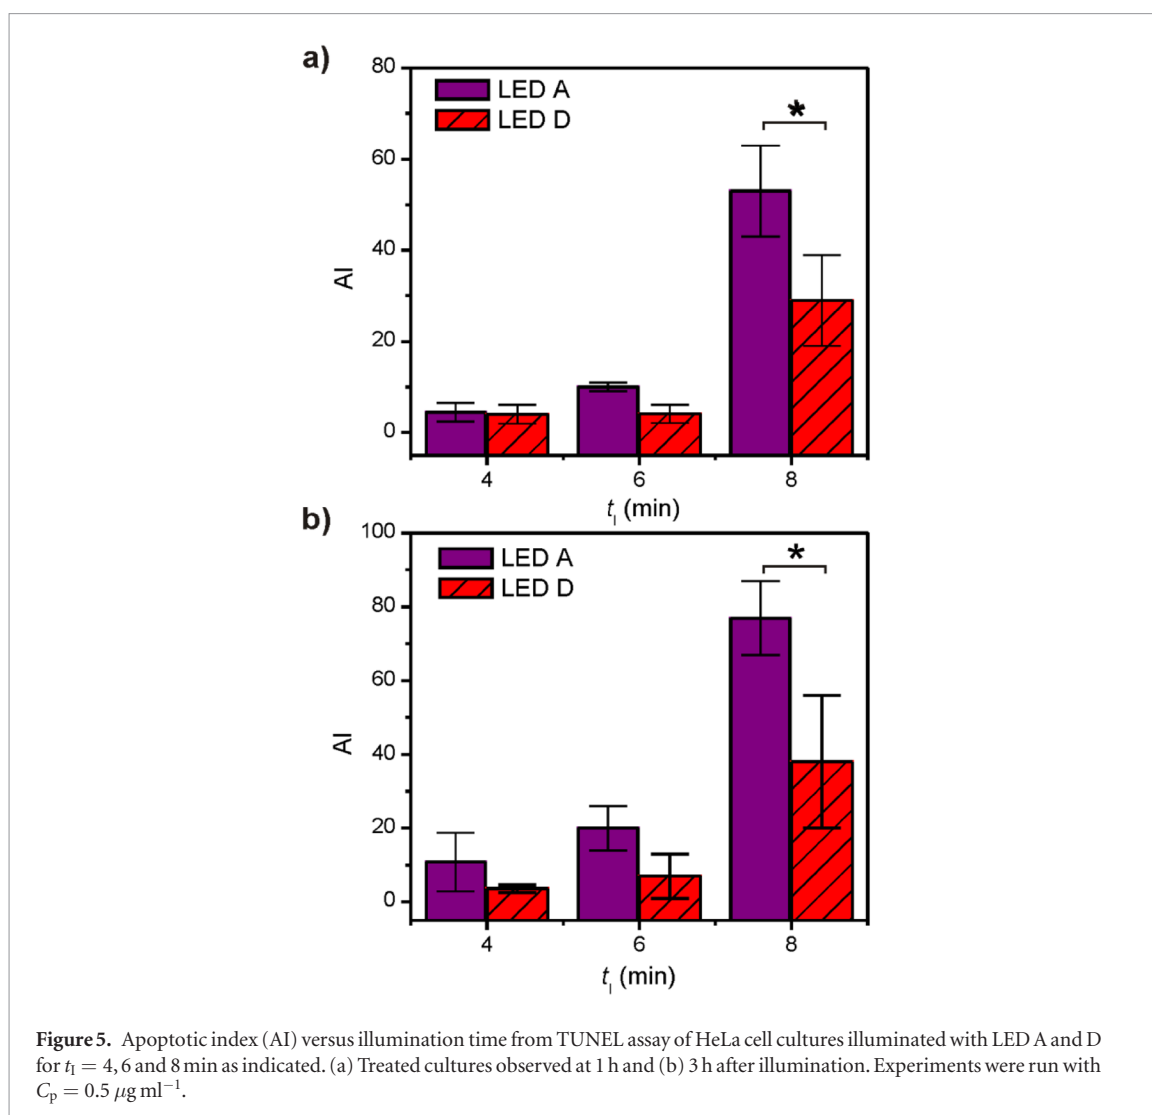 a)
80
60
40
20
0
AI
LED A
LED D
*
4 6 8
t_I (min)
b)
100
80
60
40
20
0
AI
LED A
LED D
*
4 6 8
t_I (min)
Figure 5. Apoptotic index (AI) versus illumination time from TUNEL assay of HeLa cell cultures illuminated with LED A and D
for t_I = 4, 6 and 8 min as indicated. (a) Treated cultures observed at 1 h and (b) 3 h after illumination. Experiments were run with
C_p = 0.5 μg ml⁻¹.